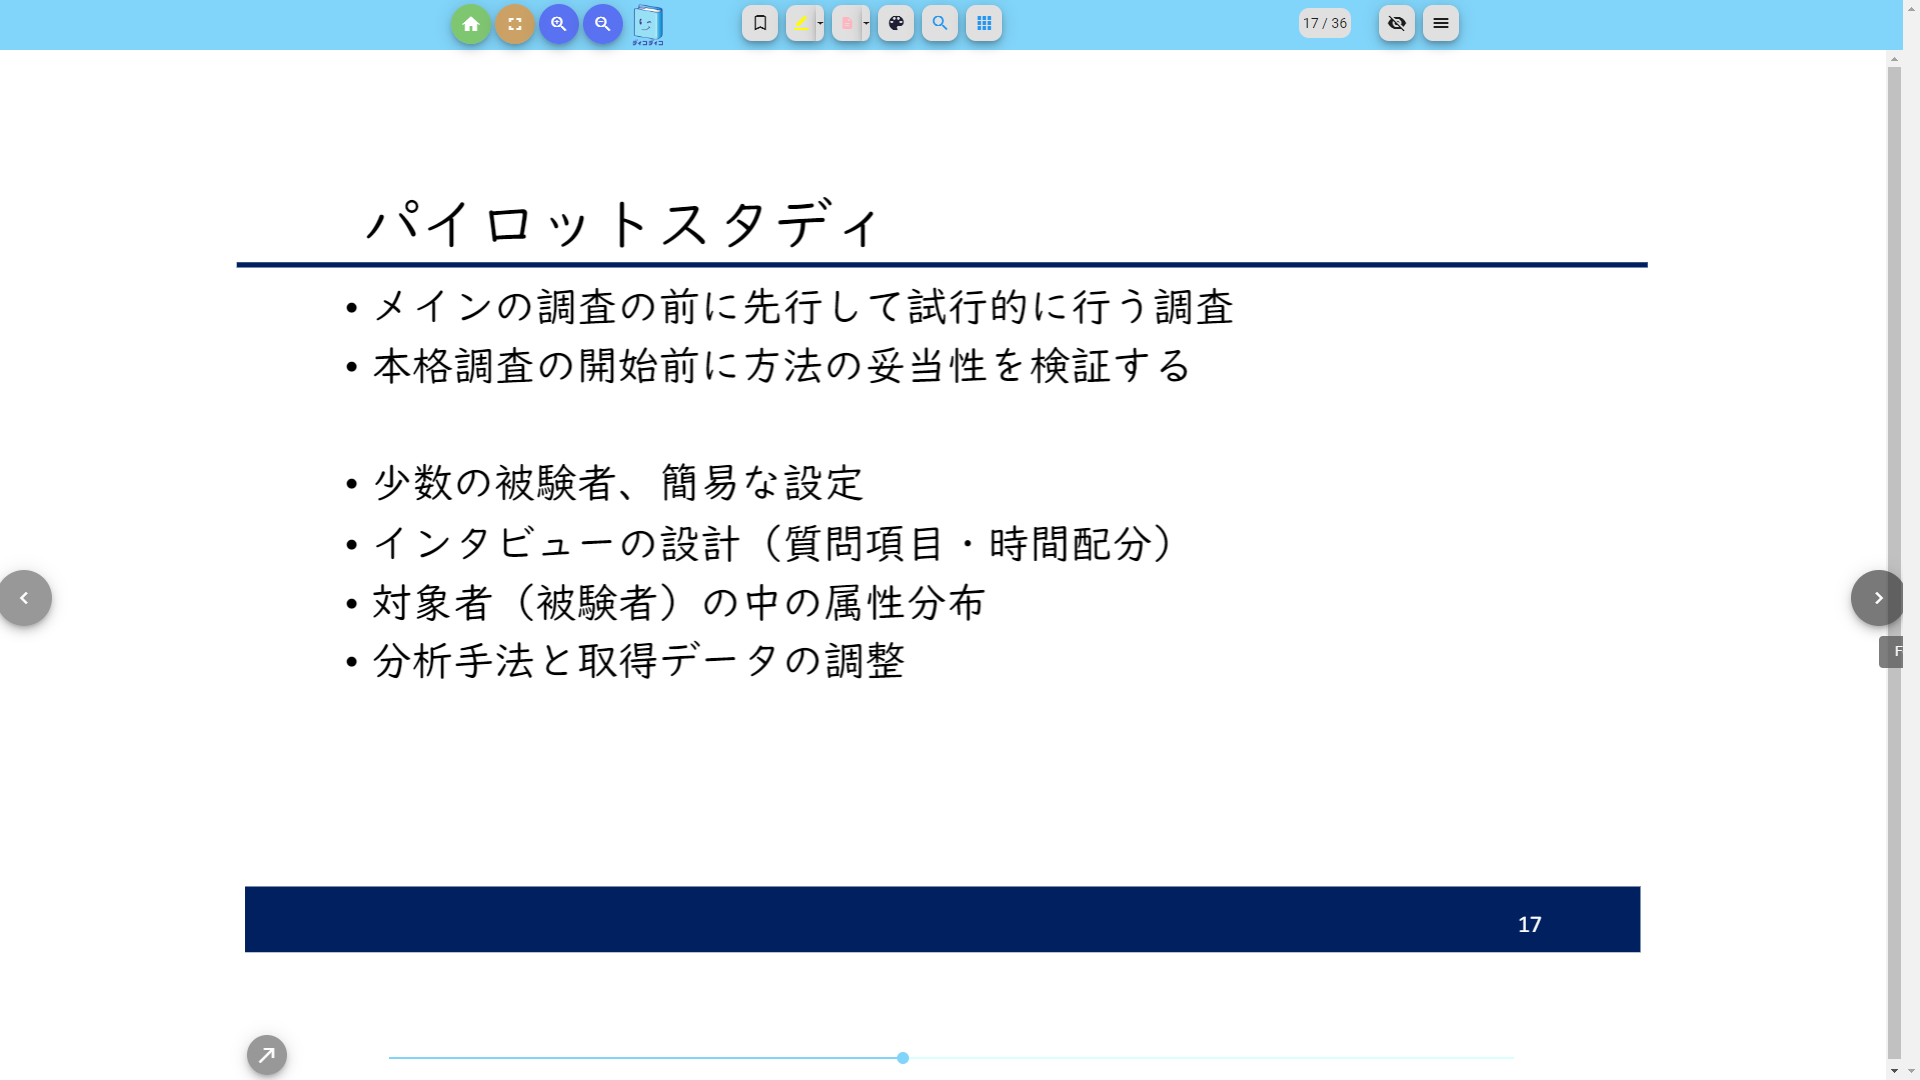 17 / 36
パイロットスタディ
• メインの調査の前に先行して試行的に行う調査
• 本格調査の開始前に方法の妥当性を検証する
• 少数の被験者、簡易な設定
• インタビューの設計（質問項目・時間配分）
• 対象者（被験者）の中の属性分布
• 分析手法と取得データの調整
F
17